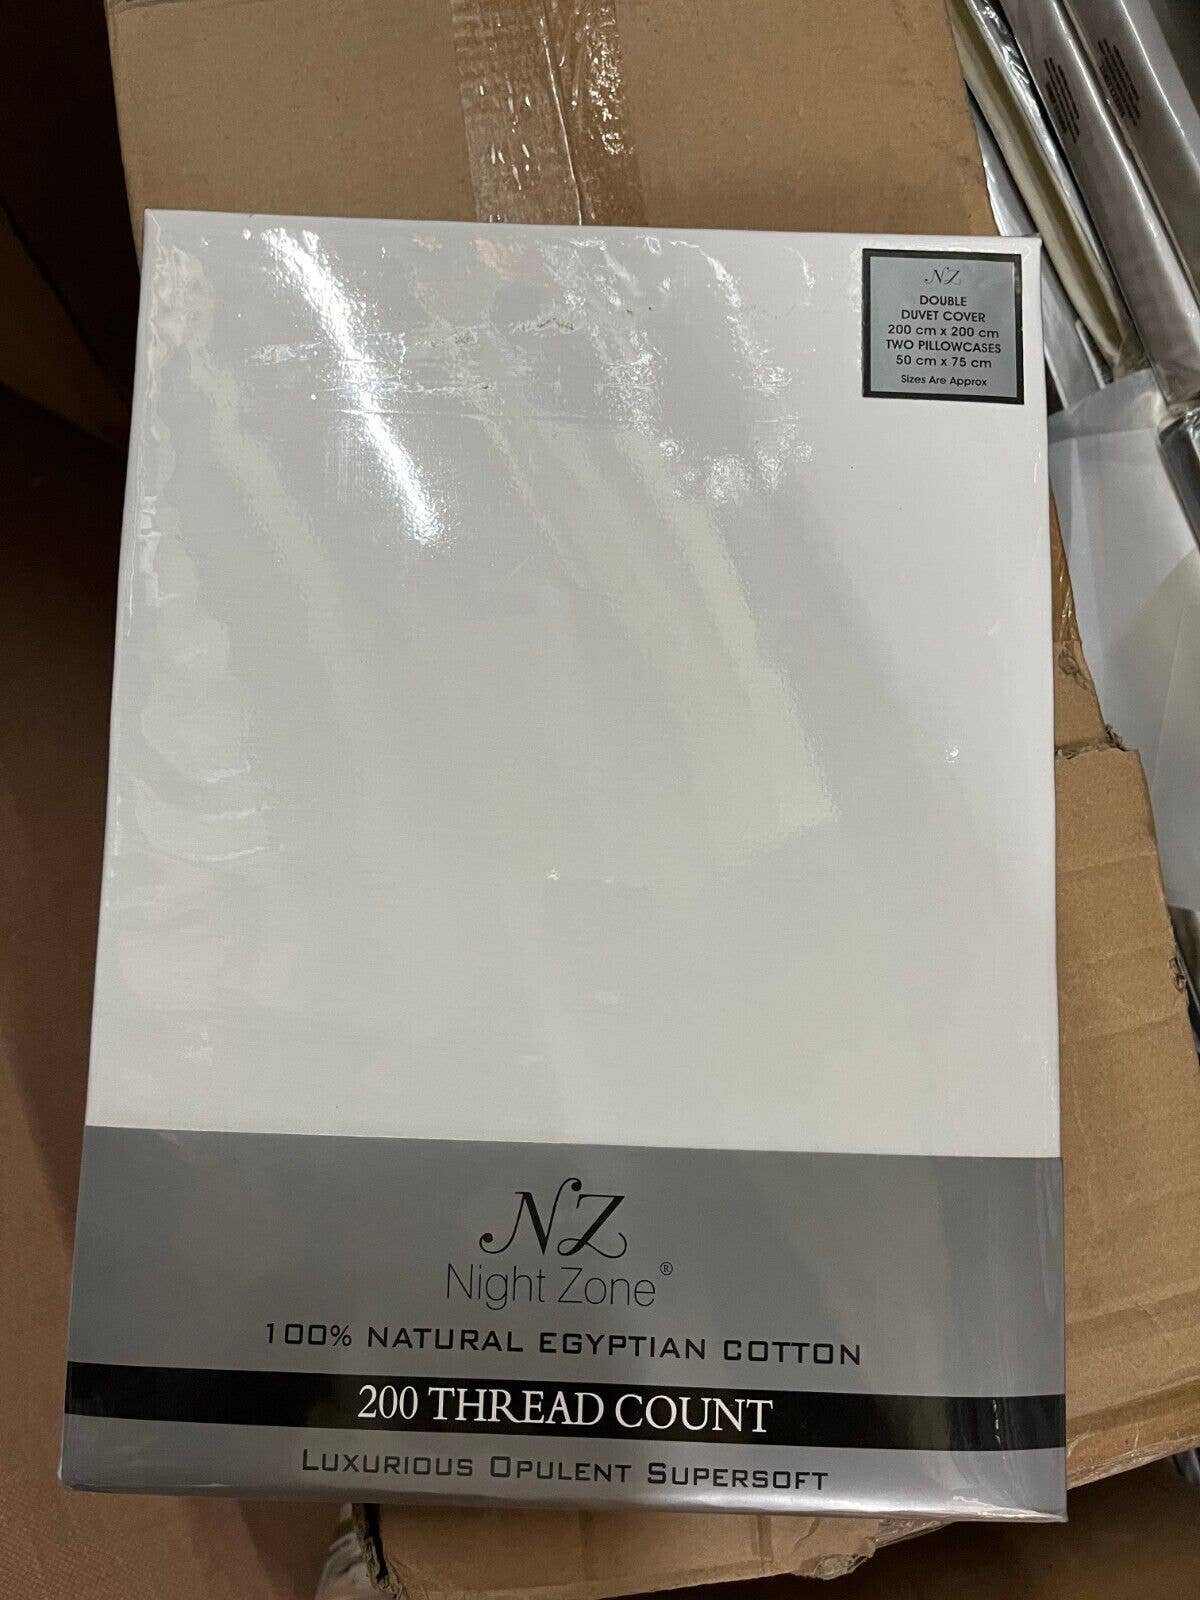 NZ
DOUBLE
DUVET COVER
200 cm x 200 cm
TWO PILLOWCASES
50 cm x 75 cm
Sizes Are Approx
NZ
Night Zone®
100% NATURAL EGYPTIAN COTTON
200 THREAD COUNT
LUXURIOUS OPULENT SUPERSOFT